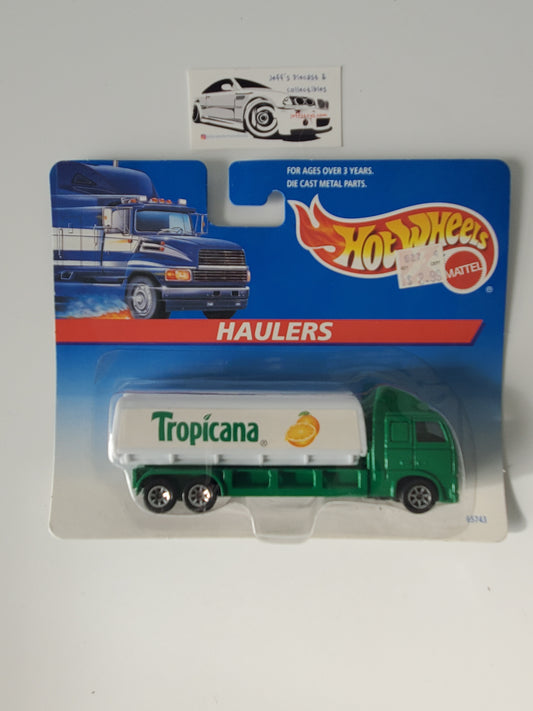 Jeff's Diecast &
collectibles
FOR AGES OVER 3 YEARS.
DIE CAST METAL PARTS.
HOT WHEELS
®
MATTEL
HAULERS
Tropicana
®
65743